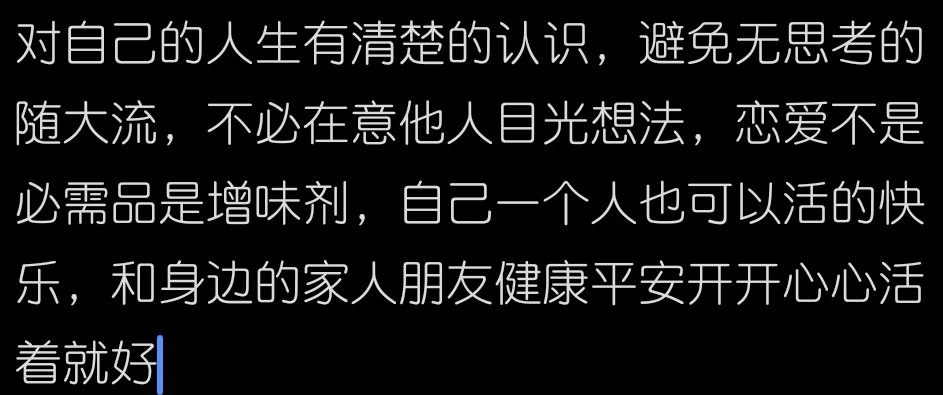 对自己的人生有清楚的认识，避免无思考的
随大流，不必在意他人目光想法，恋爱不是
必需品是增味剂，自己一个人也可以活的快
乐，和身边的家人朋友健康平安开开心心活
着就好